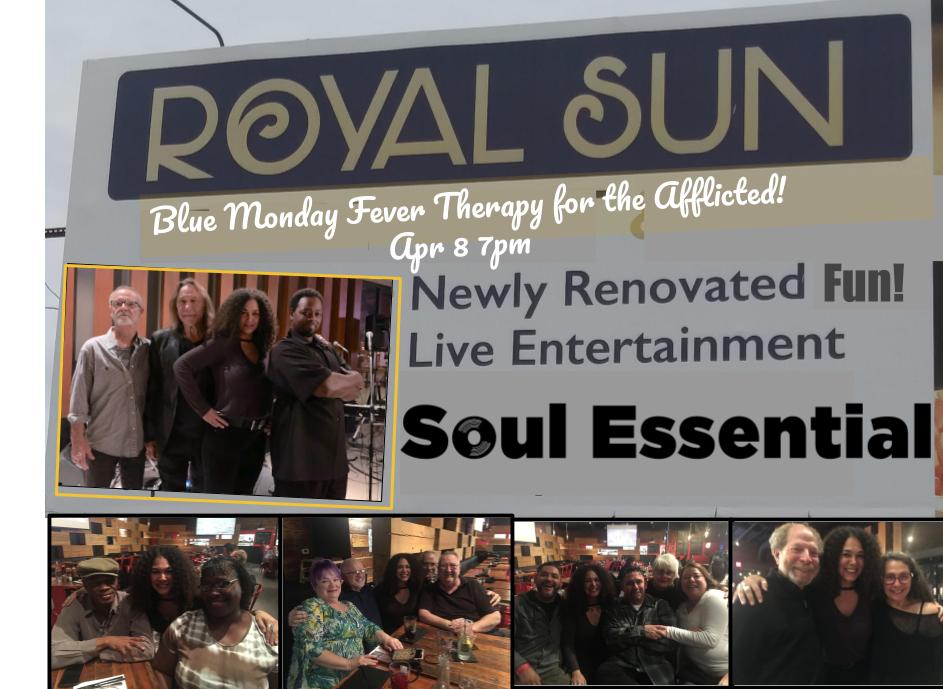 ROYAL SUN
Blue Monday Fever Therapy for the Afflicted!
Apr 8 7pm
Newly Renovated Fun!
Live Entertainment
Soul Essential